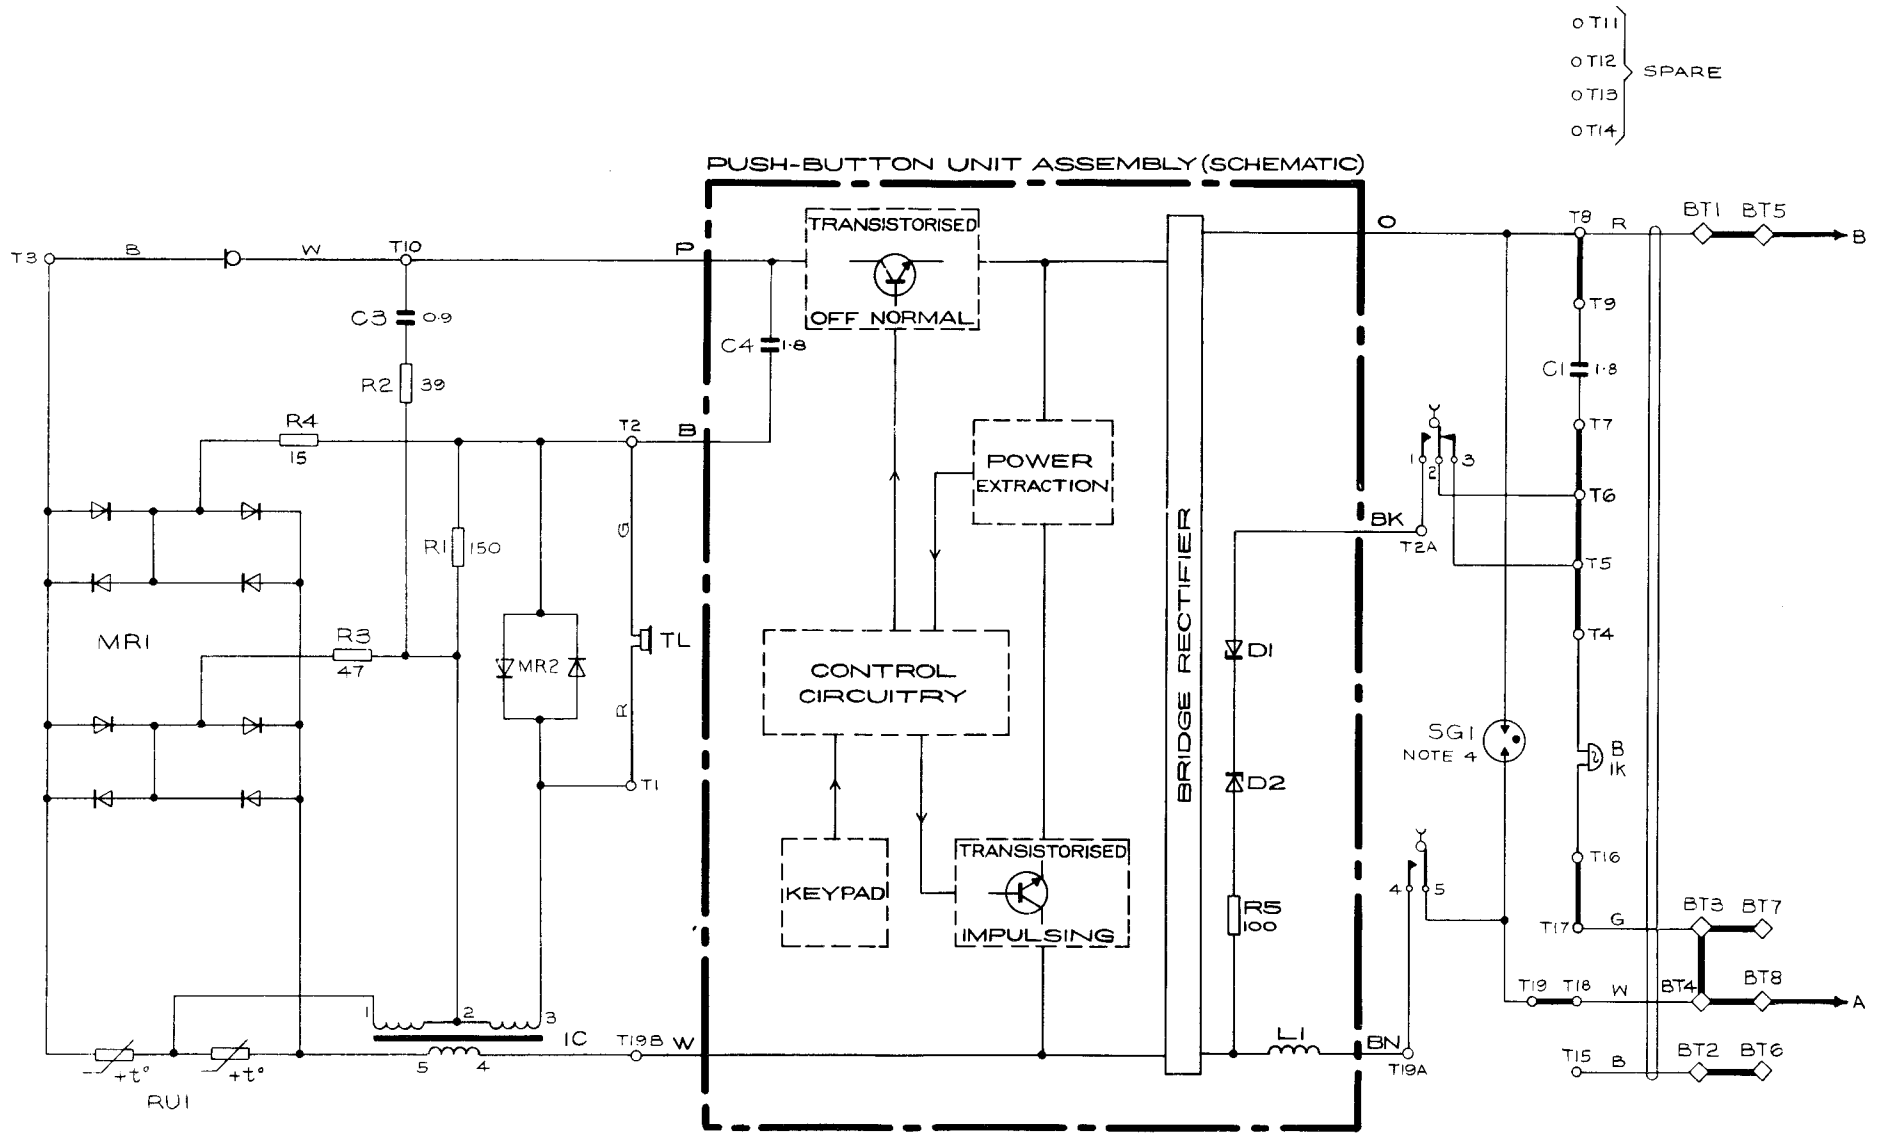 T11
T12
T13
T14
SPARE
PUSH-BUTTON UNIT ASSEMBLY (SCHEMATIC)
T3
B
W
T10
P
TRANSISTORISED
OFF NORMAL
O
T8
R
BT1
BT5
B
C3
0·9
C4
1·8
T9
R2
39
C1
1·8
R4
15
T2
B
T7
POWER
EXTRACTION
1
2
3
T6
G
R1
150
BK
T2A
T5
MR1
R3
47
MR2
TL
R
CONTROL
CIRCUITRY
BRIDGE RECTIFIER
D1
T4
SG1
NOTE 4
B
1K
T1
D2
KEYPAD
TRANSISTORISED
IMPULSING
R5
100
4
5
T16
T17
G
BT3
BT7
T19
T18
W
BT4
BT8
A
1
2
3
IC
5
4
T19B
W
L1
BN
T19A
T15
B
BT2
BT6
+t°
+t°
RU1